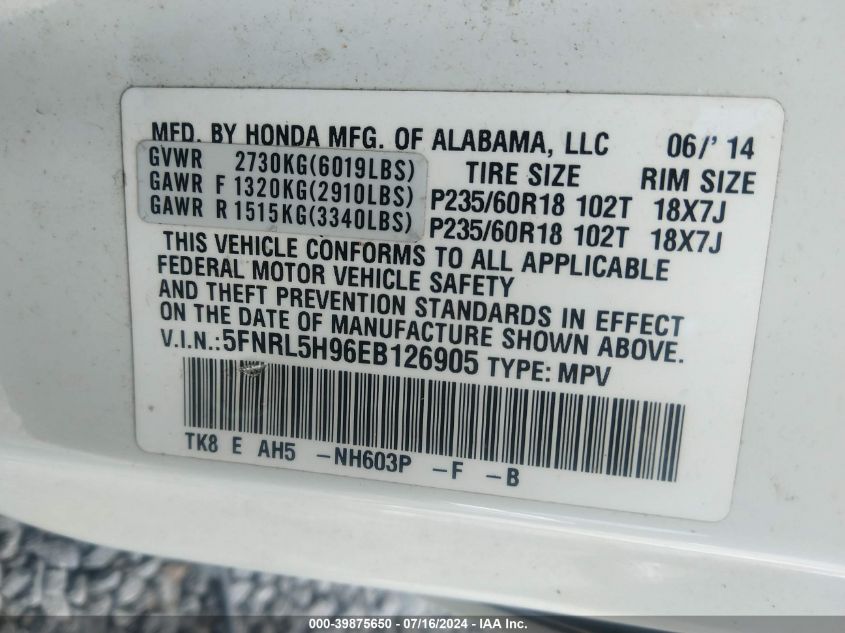 MFD. BY HONDA MFG. OF ALABAMA, LLC 06/' 14
GVWR 2730KG(6019LBS) TIRE SIZE RIM SIZE
GAWR F 1320KG(2910LBS) P235/60R18 102T 18X7J
GAWR R 1515KG(3340LBS) P235/60R18 102T 18X7J
THIS VEHICLE CONFORMS TO ALL APPLICABLE
FEDERAL MOTOR VEHICLE SAFETY
AND THEFT PREVENTION STANDARDS IN EFFECT
ON THE DATE OF MANUFACTURE SHOWN ABOVE.
V.I.N.:5FNRL5H96EB126905 TYPE: MPV
TK8 E AH5 -NH603P -F -B
000-39875650 - 07/16/2024 - IAA Inc.